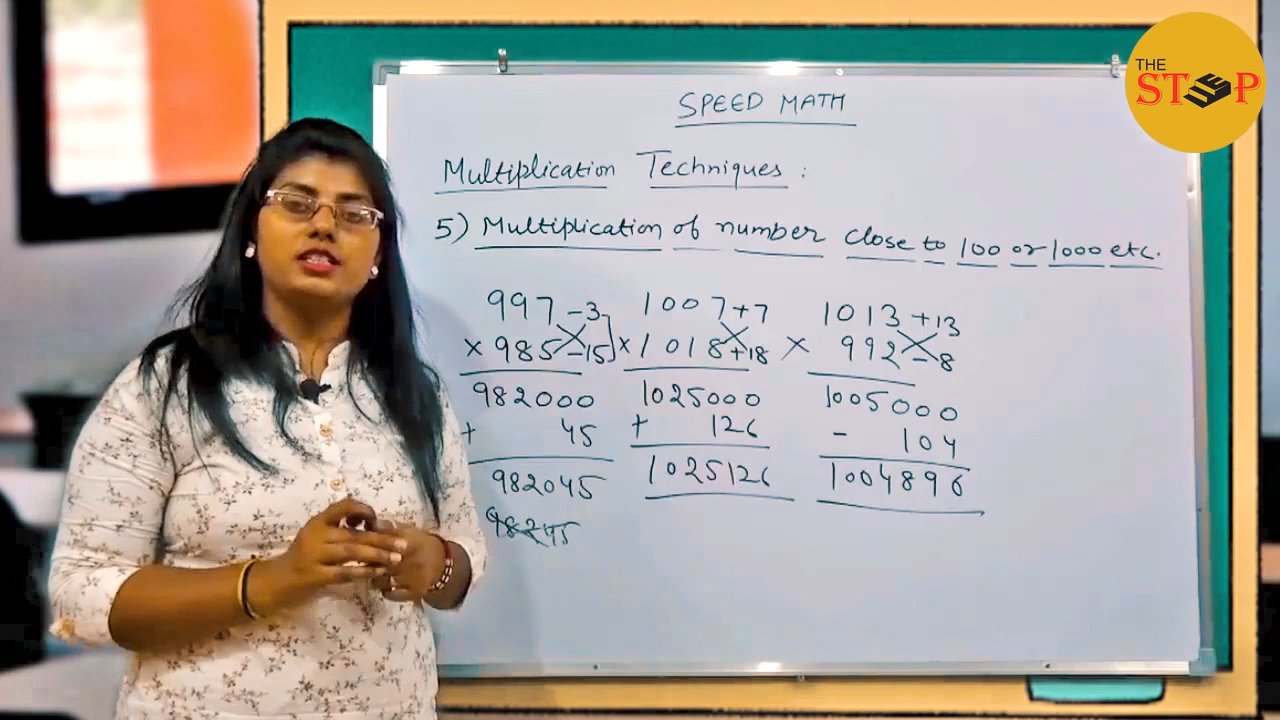 THE
STEP
SPEED MATH
Multiplication Techniques :
5) Multiplication of number close to 100 or 1000 etc.
997 -3 1007 +7 1013 +13
× 985 -15 × 1018 +18 × 992 -8
982000 1025000 1005000
+ 45 + 126 - 104
982045 1025126 1004896